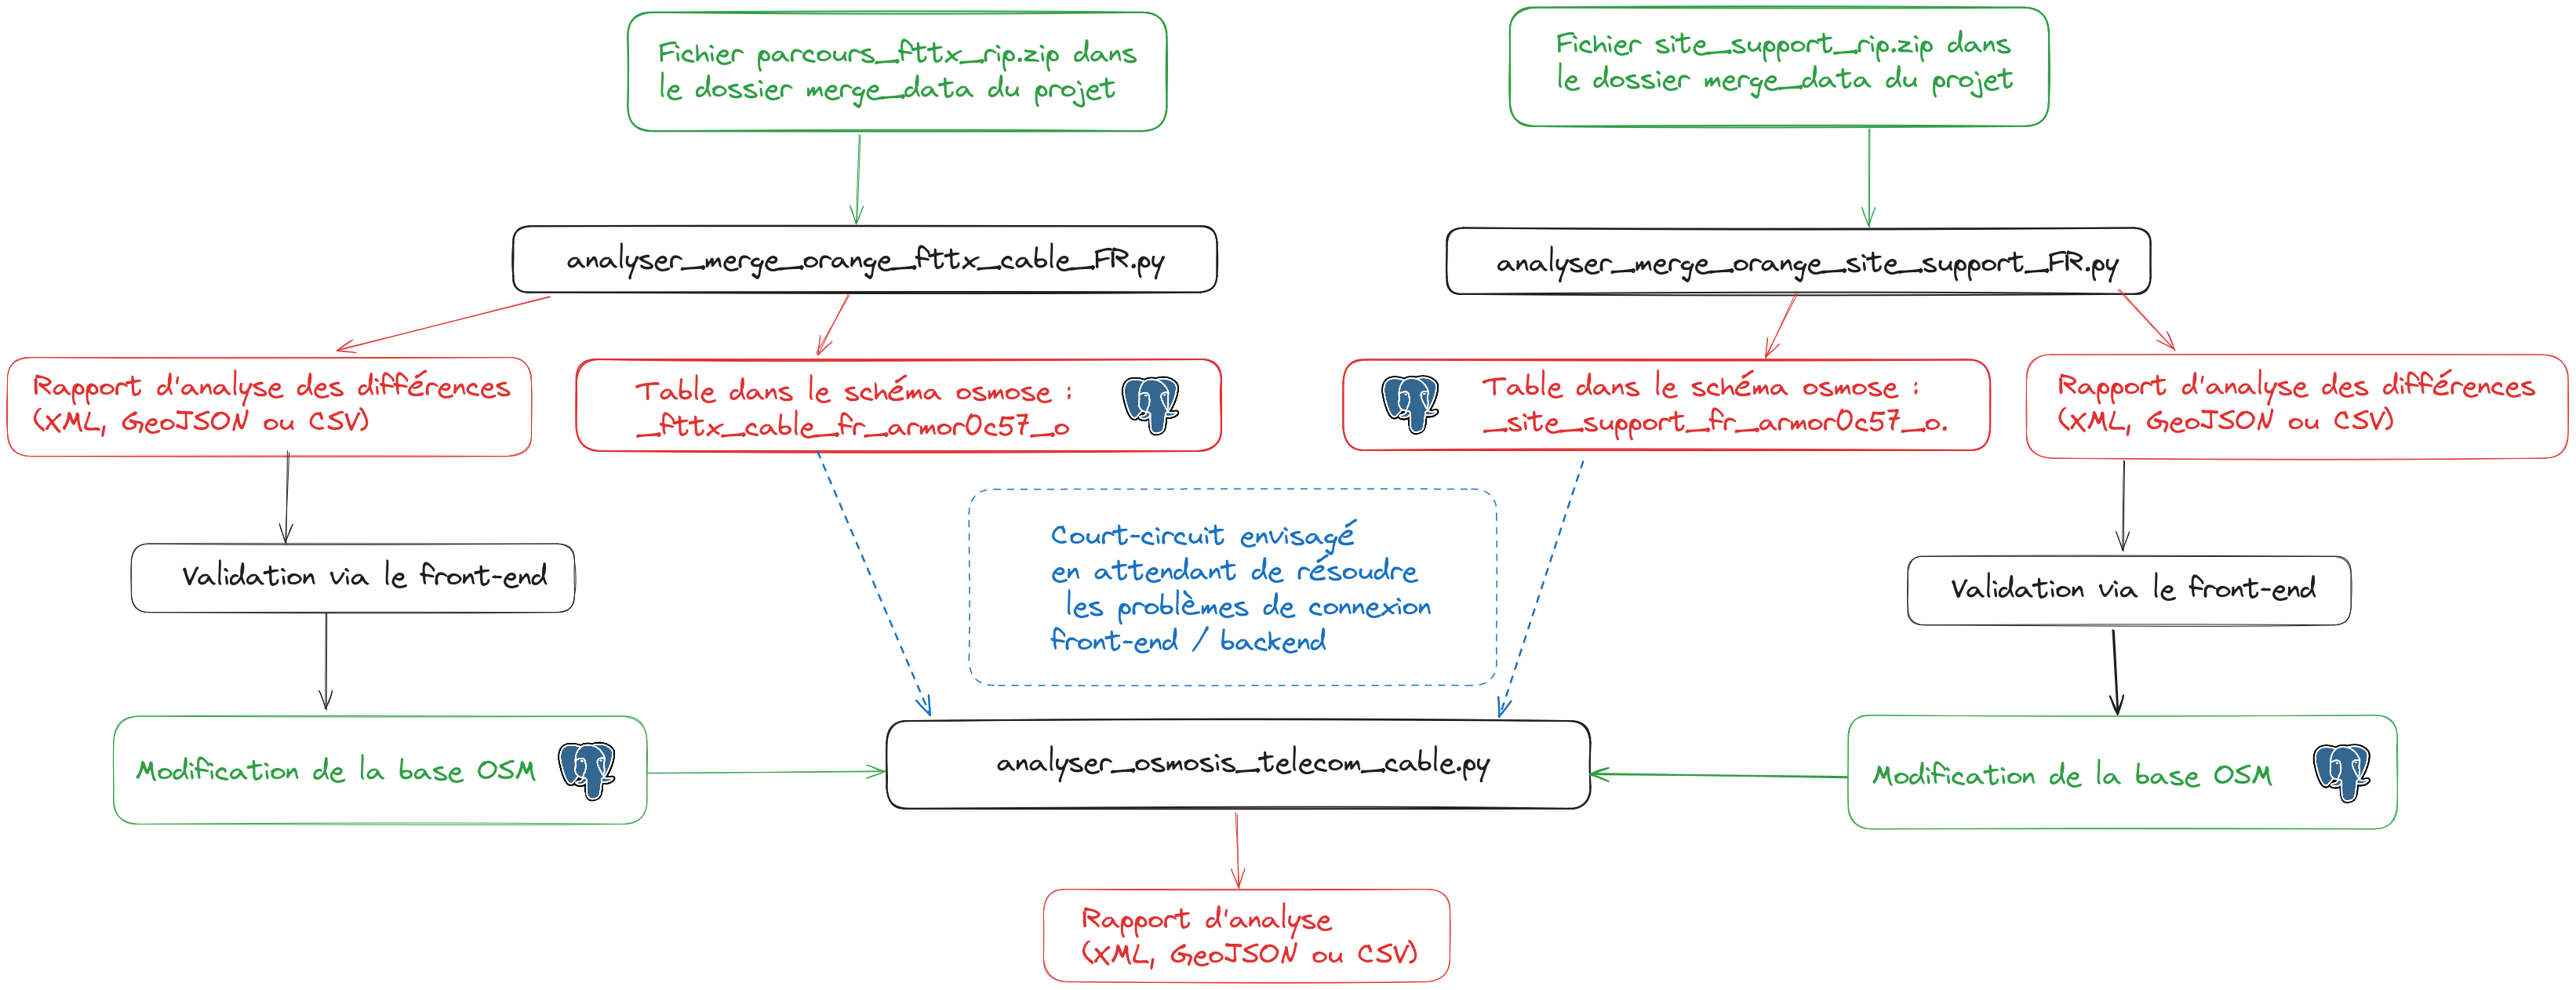 Fichier parcours_fttx_rip.zip dans
le dossier merge_data du projet
Fichier site_support_rip.zip dans
le dossier merge_data du projet
analyser_merge_orange_fttx_cable_FR.py
analyser_merge_orange_site_support_FR.py
Rapport d'analyse des différences
(XML, GeoJSON ou CSV)
Table dans le schéma osmose :
_fttx_cable_fr_armor0c57_o
Table dans le schéma osmose :
_site_support_fr_armor0c57_o.
Rapport d'analyse des différences
(XML, GeoJSON ou CSV)
Court-circuit envisagé
en attendant de résoudre
les problèmes de connexion
front-end / backend
Validation via le front-end
Validation via le front-end
Modification de la base OSM
analyser_osmosis_telecom_cable.py
Modification de la base OSM
Rapport d'analyse
(XML, GeoJSON ou CSV)